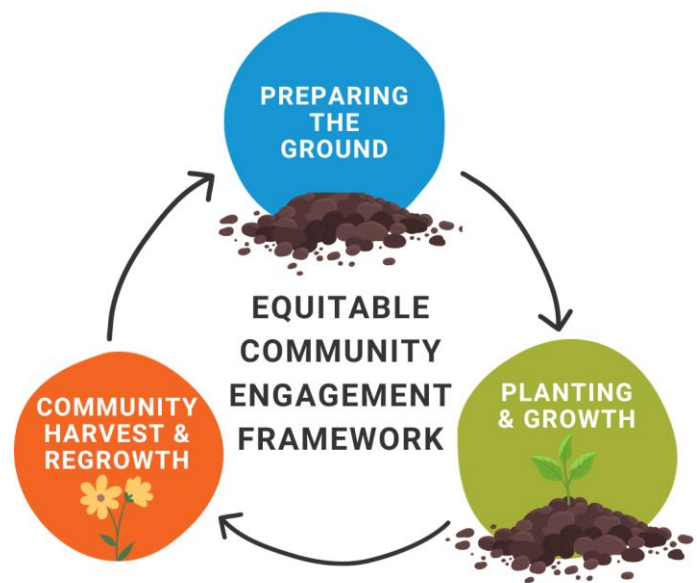 PREPARING
THE
GROUND
EQUITABLE
COMMUNITY
ENGAGEMENT
FRAMEWORK
PLANTING
& GROWTH
COMMUNITY
HARVEST &
REGROWTH